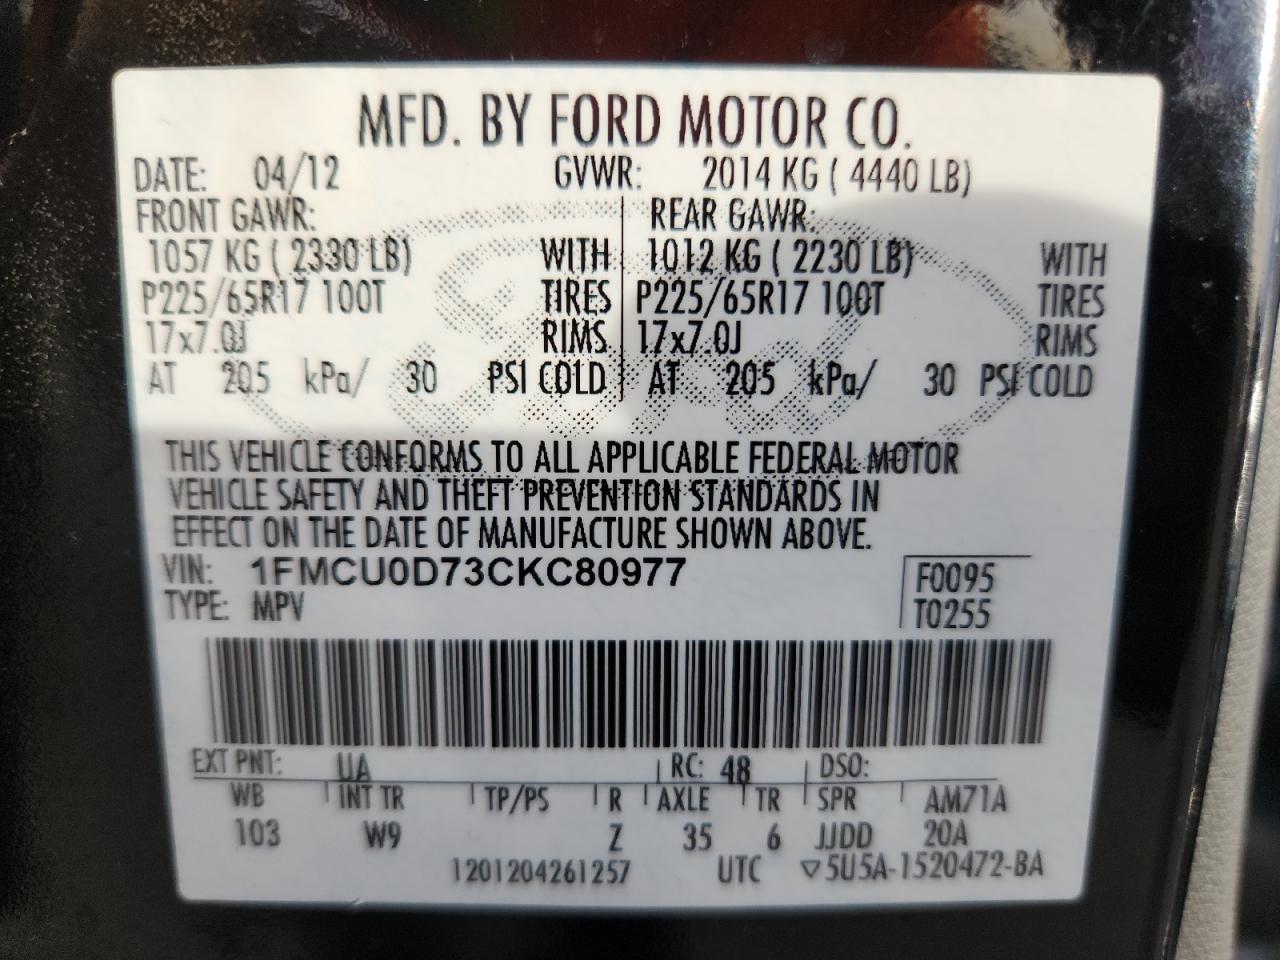 MFD. BY FORD MOTOR CO.
DATE: 04/12 GVWR: 2014 KG ( 4440 LB)
FRONT GAWR: REAR GAWR:
1057 KG ( 2330 LB) WITH 1012 KG ( 2230 LB) WITH
P225/65R17 100T TIRES P225/65R17 100T TIRES
17x7.0J RIMS 17x7.0J RIMS
AT 205 kPa/ 30 PSI COLD AT 205 kPa/ 30 PSI COLD
Ford
THIS VEHICLE CONFORMS TO ALL APPLICABLE FEDERAL MOTOR
VEHICLE SAFETY AND THEFT PREVENTION STANDARDS IN
EFFECT ON THE DATE OF MANUFACTURE SHOWN ABOVE.
VIN: 1FMCU0D73CKC80977 F0095
TYPE: MPV T0255
EXT PNT: UA RC: 48 DSO:
WB INT TR TP/PS R AXLE TR SPR AM71A
103 W9 Z 35 6 JJDD 20A
1201204261257 UTC ▽5U5A-1520472-BA